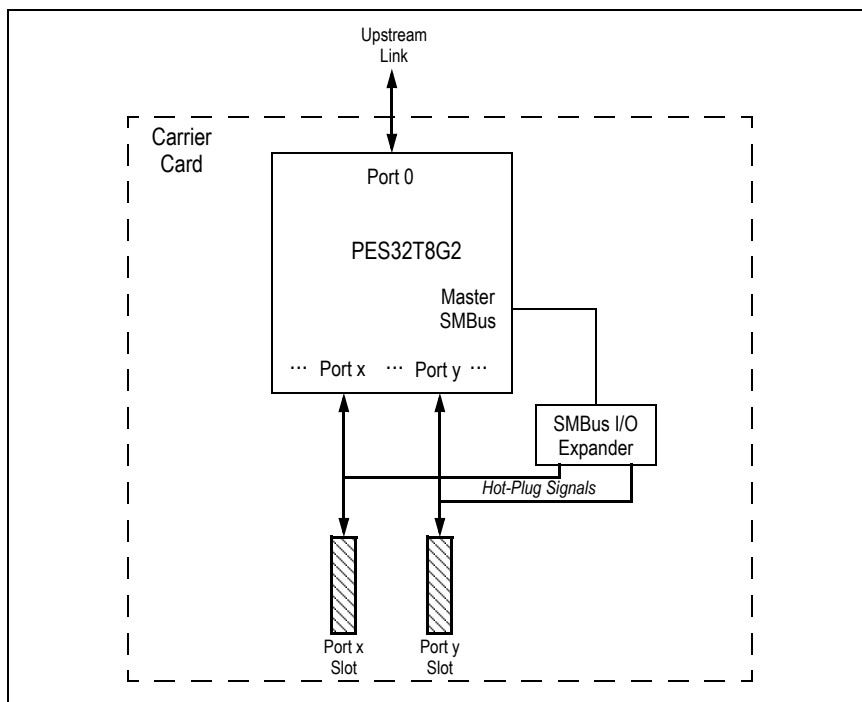 Upstream
Link
Carrier
Card
Port 0
PES32T8G2
Master
SMBus
... Port x ... Port y ...
SMBus I/O
Expander
Hot-Plug Signals
Port x
Slot
Port y
Slot